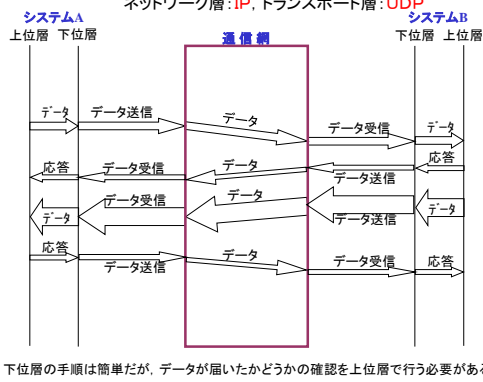 ネットワーク層：IP，トランスポート層：UDP
システムA
システムB
上位層 下位層
通信網
下位層 上位層
データ
データ送信
データ
データ受信
データ
応答
データ受信
データ
データ送信
応答
データ
データ受信
データ
データ送信
データ
応答
データ送信
データ
データ受信
応答
下位層の手順は簡単だが，データが届いたかどうかの確認を上位層で行う必要がある